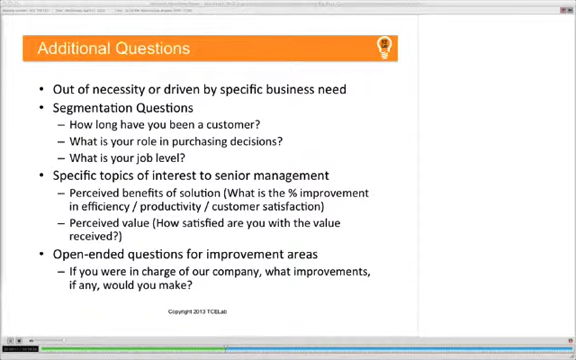 Additional Questions
• Out of necessity or driven by specific business need
• Segmentation Questions
– How long have you been a customer?
– What is your role in purchasing decisions?
– What is your job level?
• Specific topics of interest to senior management
– Perceived benefits of solution (What is the % improvement
in efficiency / productivity / customer satisfaction)
– Perceived value (How satisfied are you with the value
received?)
• Open-ended questions for improvement areas
– If you were in charge of our company, what improvements,
if any, would you make?
Copyright 2013 TCELab